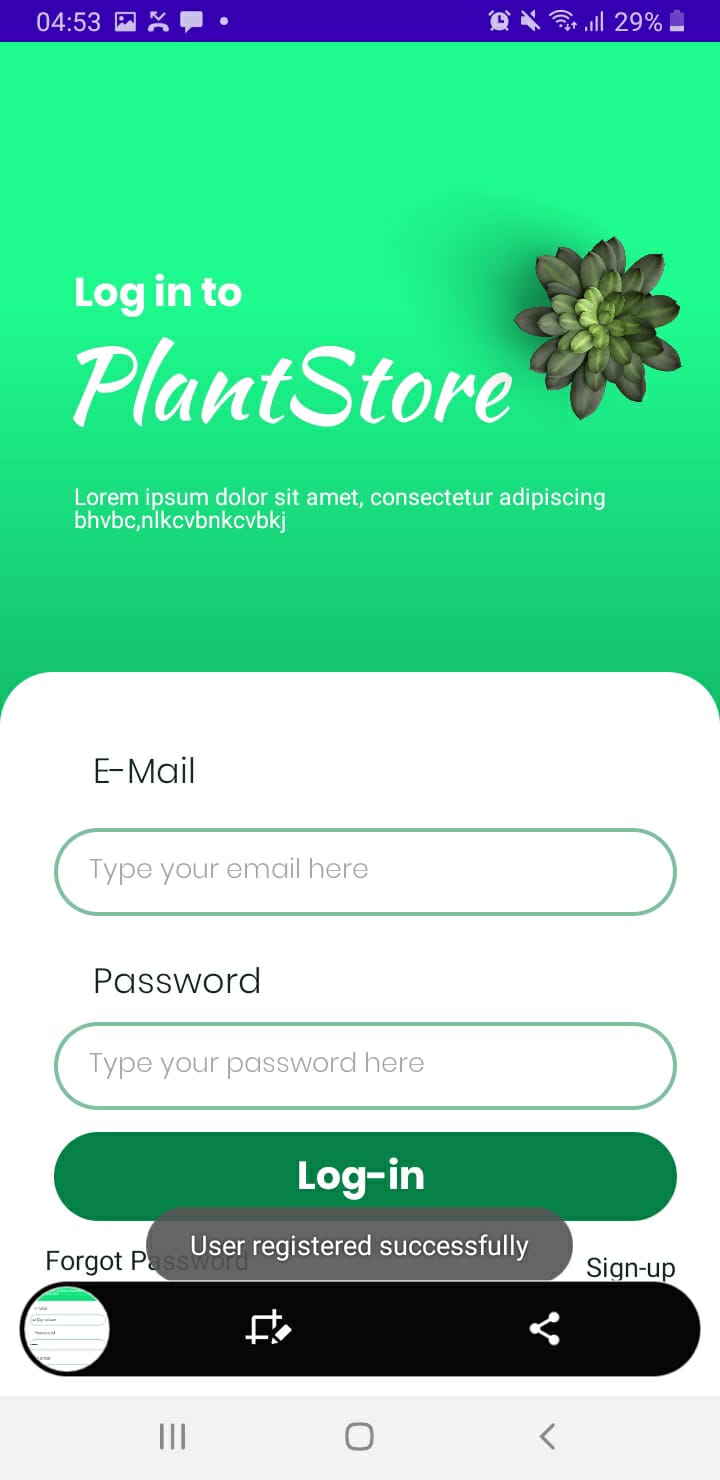 04:53
29%
Log in to
PlantStore
Lorem ipsum dolor sit amet, consectetur adipiscing
bhvbc,nlkcvbnkcvbkj
E-Mail
Type your email here
Password
Type your password here
Log-in
User registered successfully
Forgot Password
Sign-up